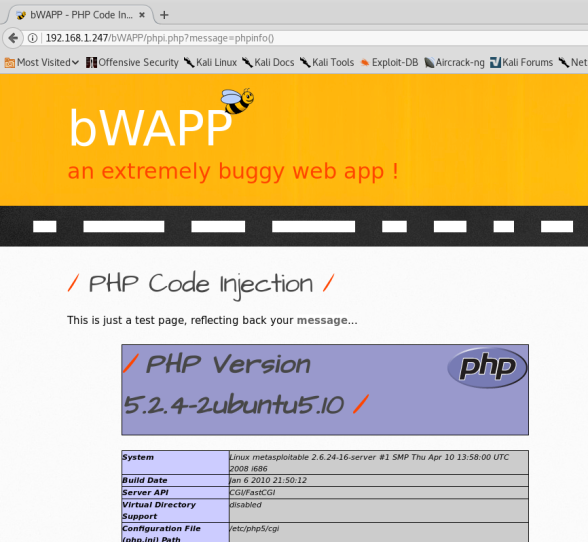 bWAPP - PHP Code In... ×
192.168.1.247/bWAPP/phpi.php?message=phpinfo()
Most Visited Offensive Security Kali Linux Kali Docs Kali Tools Exploit-DB Aircrack-ng Kali Forums Net
bWAPP
an extremely buggy web app !
/ PHP Code Injection /
This is just a test page, reflecting back your message...
/ PHP Version
5.2.4-2ubuntu5.10 /
php
System Linux metasploitable 2.6.24-16-server #1 SMP Thu Apr 10 13:58:00 UTC
2008 i686
Build Date Jan 6 2010 21:50:12
Server API CGI/FastCGI
Virtual Directory disabled
Support
Configuration File /etc/php5/cgi
(php.ini) Path